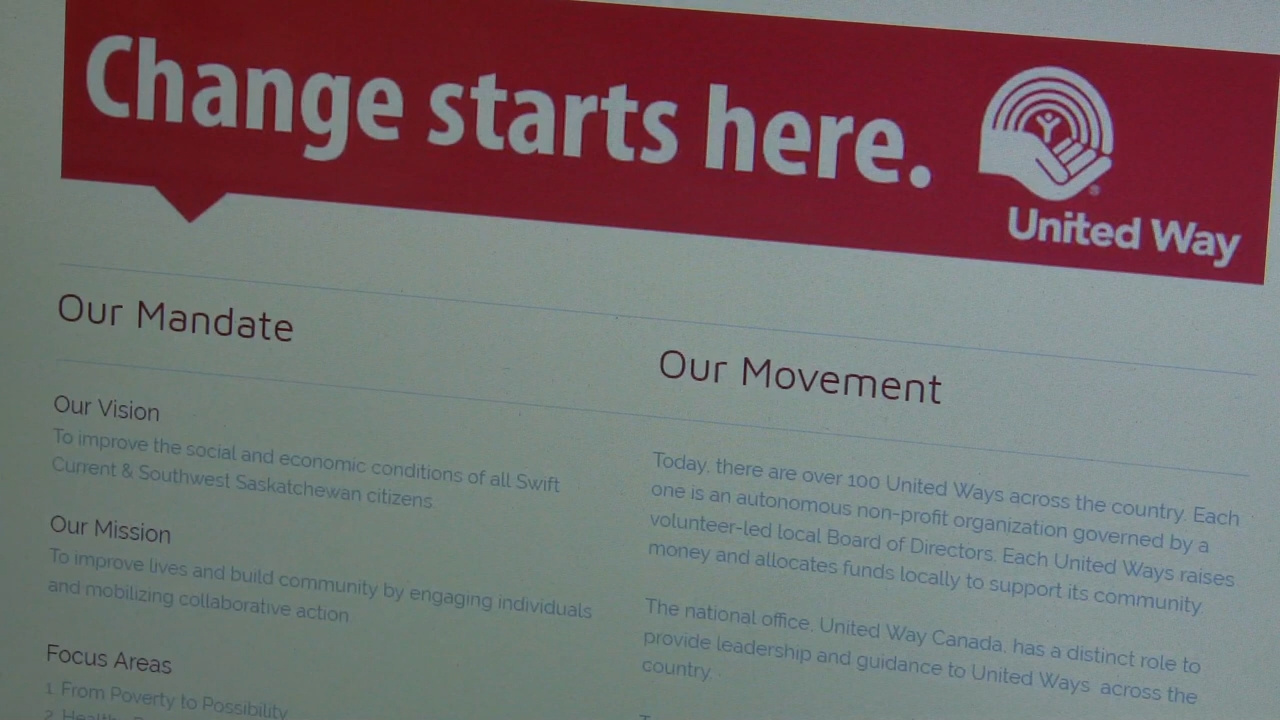 Change starts here.
United Way
Our Mandate
Our Vision
To improve the social and economic conditions of all Swift
Current & Southwest Saskatchewan citizens
Our Mission
To improve lives and build community by engaging individuals
and mobilizing collaborative action
Focus Areas
1. From Poverty to Possibility
2.
Our Movement
Today, there are over 100 United Ways across the country. Each
one is an autonomous non-profit organization governed by a
volunteer-led local Board of Directors. Each United Ways raises
money and allocates funds locally to support its community.
The national office, United Way Canada, has a distinct role to
provide leadership and guidance to United Ways across the
country.